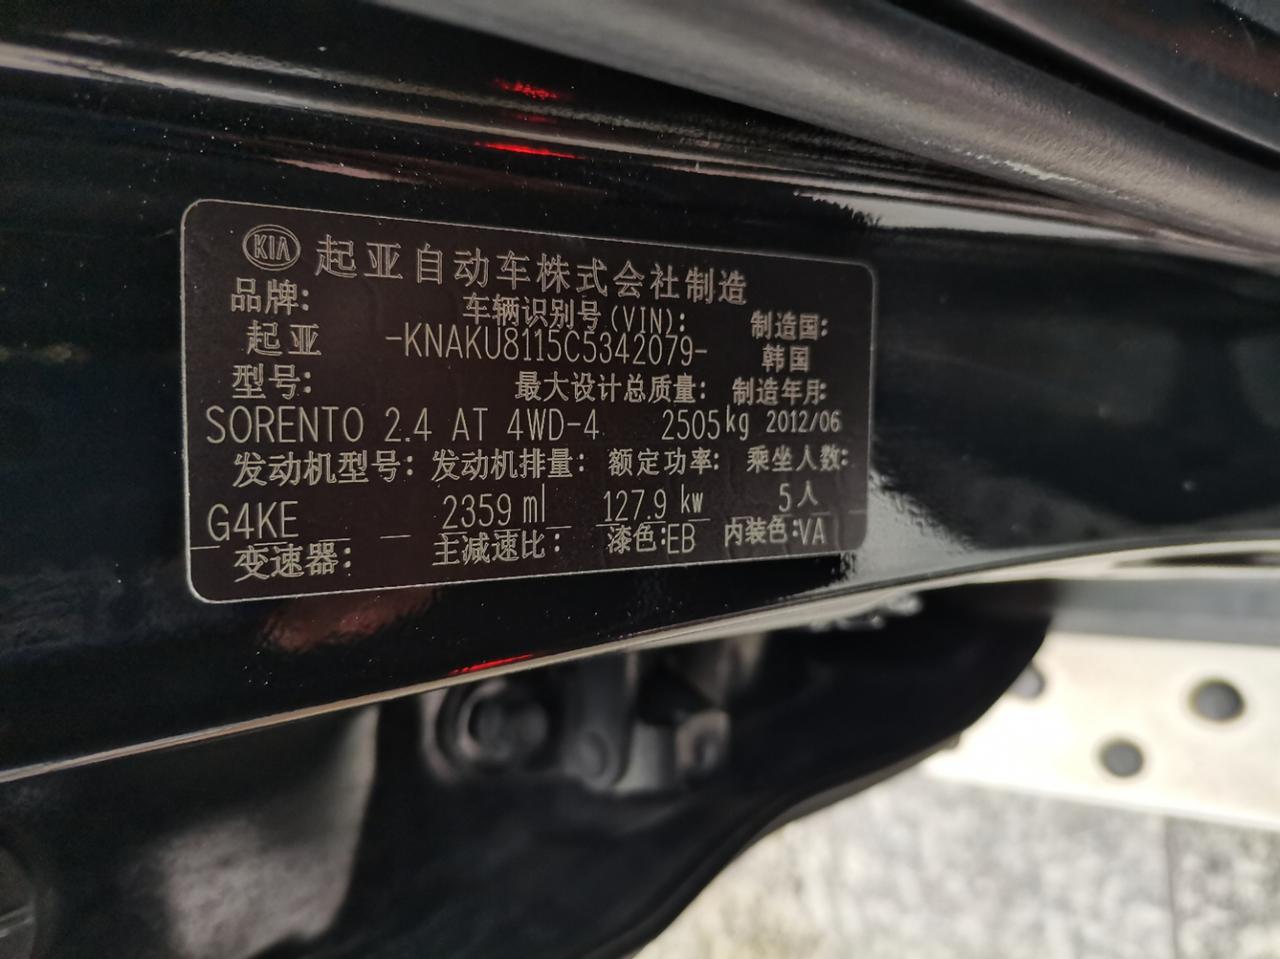 KIA 起亚自动车株式会社制造
品牌: 车辆识别号(VIN): 制造国:
起亚 -KNAKU8115C5342079- 韩国
型号: 最大设计总质量: 制造年月:
SORENTO 2.4 AT 4WD-4 2505kg 2012/06
发动机型号: 发动机排量: 额定功率: 乘坐人数:
G4KE 2359ml 127.9 kw 5人
变速器: 主减速比: 漆色:EB 内装色:VA